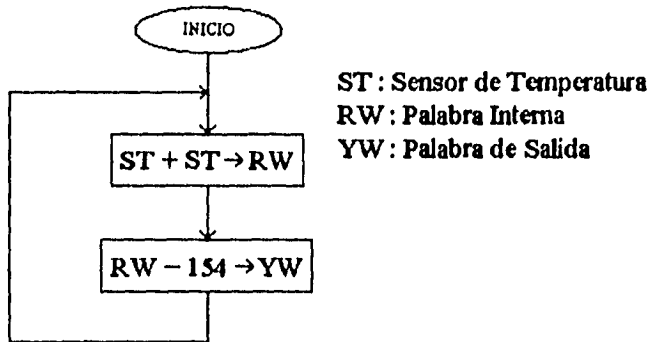 INICIO
ST : Sensor de Temperatura
RW : Palabra Interna
YW : Palabra de Salida
ST + ST → RW
RW − 154 → YW